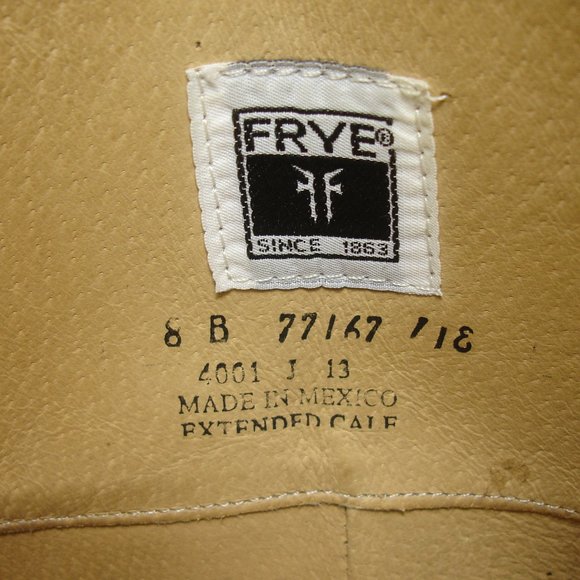 FRYE®
SINCE 1863
8 B 77167
4001 J 13
MADE IN MEXICO
EXTENDED CALF